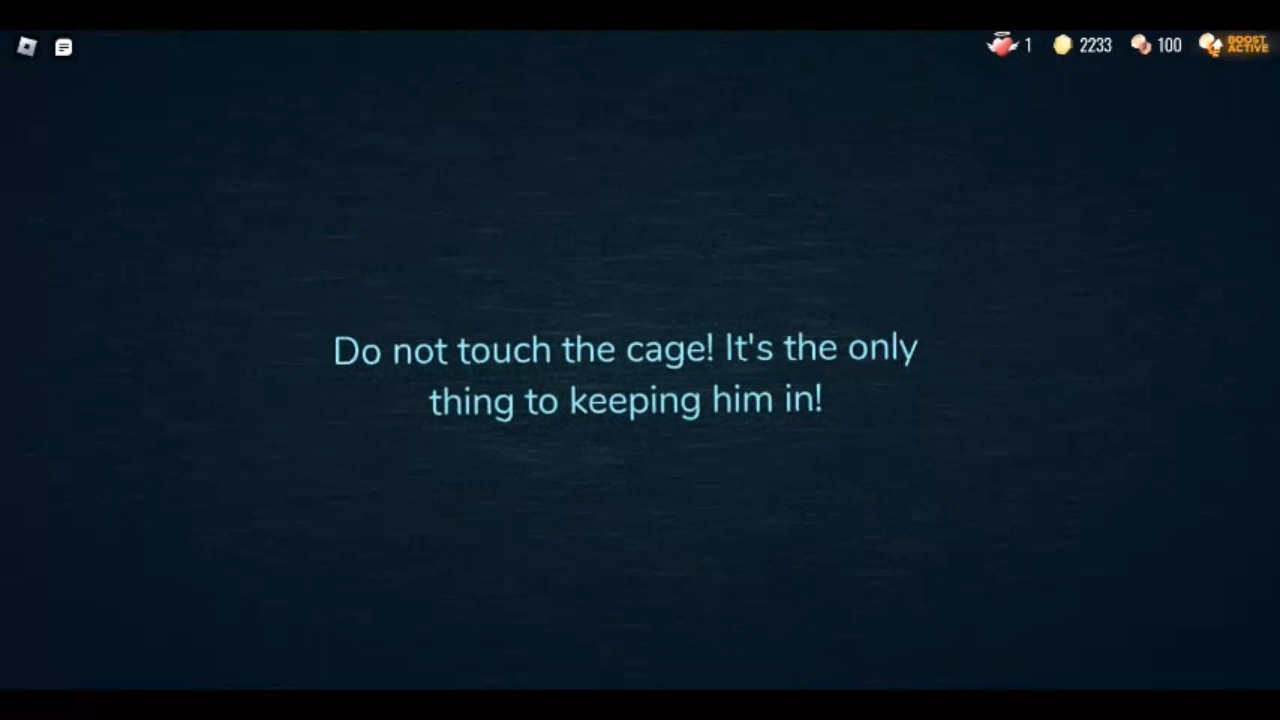 1 2233 100 BOOST
ACTIVE
Do not touch the cage! It's the only
thing to keeping him in!